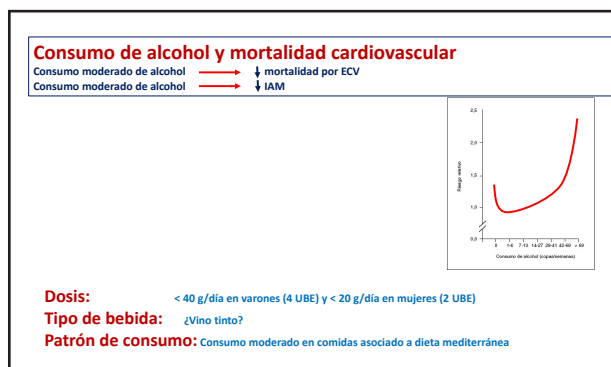 Consumo de alcohol y mortalidad cardiovascular
Consumo moderado de alcohol mortalidad por ECV
Consumo moderado de alcohol IAM
2,5
2,0
1,5
1,0
0,0
Riesgo relativo
0 1-6 7-13 14-27 28-41 42-69 > 69
Consumo de alcohol (copas/semanas)
Dosis: < 40 g/día en varones (4 UBE) y < 20 g/día en mujeres (2 UBE)
Tipo de bebida: ¿Vino tinto?
Patrón de consumo: Consumo moderado en comidas asociado a dieta mediterránea